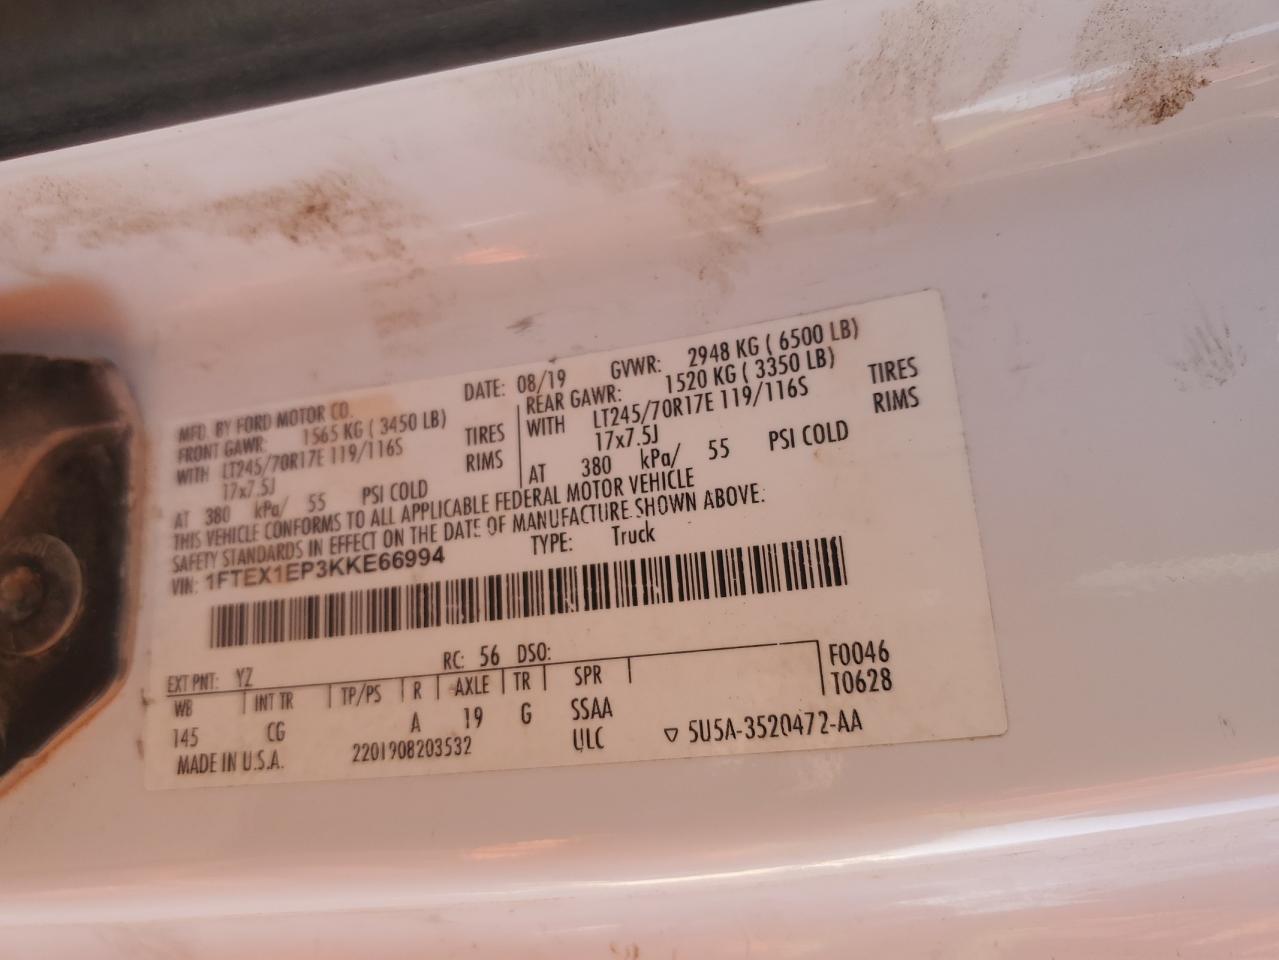 MFD. BY FORD MOTOR CO.
DATE: 08/19 GVWR: 2948 KG ( 6500 LB)
FRONT GAWR: 1565 KG ( 3450 LB)
WITH LT245/70R17E 119/116S TIRES
17x7.5J RIMS
AT 380 kPa/ 55 PSI COLD
REAR GAWR: 1520 KG ( 3350 LB)
WITH LT245/70R17E 119/116S TIRES
17x7.5J RIMS
AT 380 kPa/ 55 PSI COLD
THIS VEHICLE CONFORMS TO ALL APPLICABLE FEDERAL MOTOR VEHICLE
SAFETY STANDARDS IN EFFECT ON THE DATE OF MANUFACTURE SHOWN ABOVE.
VIN: 1FTEX1EP3KKE66994 TYPE: Truck
EXT PNT: YZ RC: 56 DSO:
WB INT TR TP/PS R AXLE TR SPR
145 CG A 19 G SSAA
ULC
F0046
T0628
MADE IN U.S.A. 2201908203532
▽ 5U5A-3520472-AA